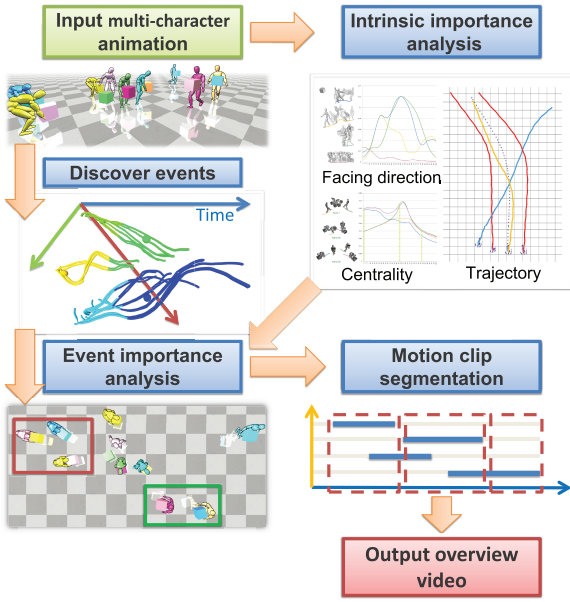 Input multi-character
animation
Intrinsic importance
analysis
Discover events
Time
Facing direction
Centrality
Trajectory
Event importance
analysis
Motion clip
segmentation
Output overview
video